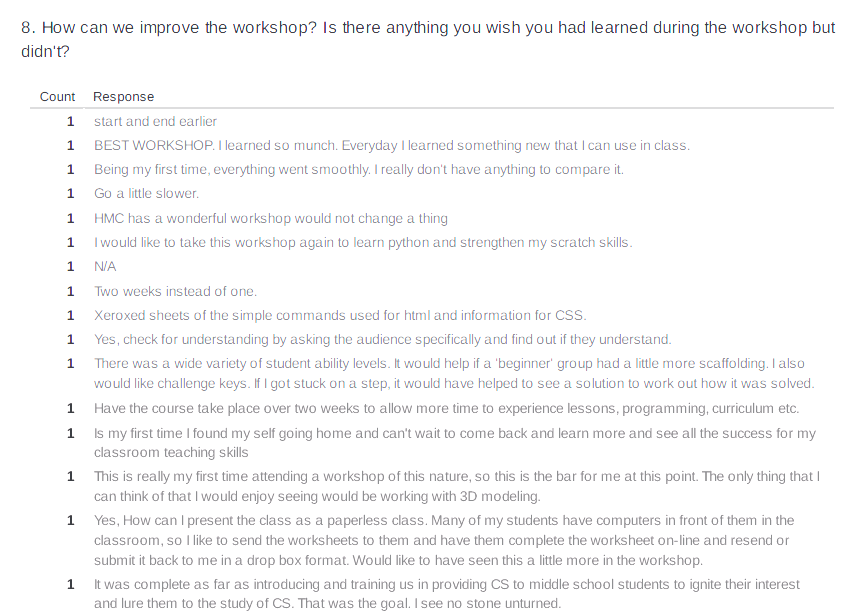 8. How can we improve the workshop? Is there anything you wish you had learned during the workshop but
didn't?
Count Response
1 start and end earlier
1 BEST WORKSHOP. I learned so munch. Everyday I learned something new that I can use in class.
1 Being my first time, everything went smoothly. I really don't have anything to compare it.
1 Go a little slower.
1 HMC has a wonderful workshop would not change a thing
1 I would like to take this workshop again to learn python and strengthen my scratch skills.
1 N/A
1 Two weeks instead of one.
1 Xeroxed sheets of the simple commands used for html and information for CSS.
1 Yes, check for understanding by asking the audience specifically and find out if they understand.
1 There was a wide variety of student ability levels. It would help if a 'beginner' group had a little more scaffolding. I also
would like challenge keys. If I got stuck on a step, it would have helped to see a solution to work out how it was solved.
1 Have the course take place over two weeks to allow more time to experience lessons, programming, curriculum etc.
1 Is my first time I found my self going home and can't wait to come back and learn more and see all the success for my
classroom teaching skills
1 This is really my first time attending a workshop of this nature, so this is the bar for me at this point. The only thing that I
can think of that I would enjoy seeing would be working with 3D modeling.
1 Yes, How can I present the class as a paperless class. Many of my students have computers in front of them in the
classroom, so I like to send the worksheets to them and have them complete the worksheet on-line and resend or
submit it back to me in a drop box format. Would like to have seen this a little more in the workshop.
1 It was complete as far as introducing and training us in providing CS to middle school students to ignite their interest
and lure them to the study of CS. That was the goal. I see no stone unturned.